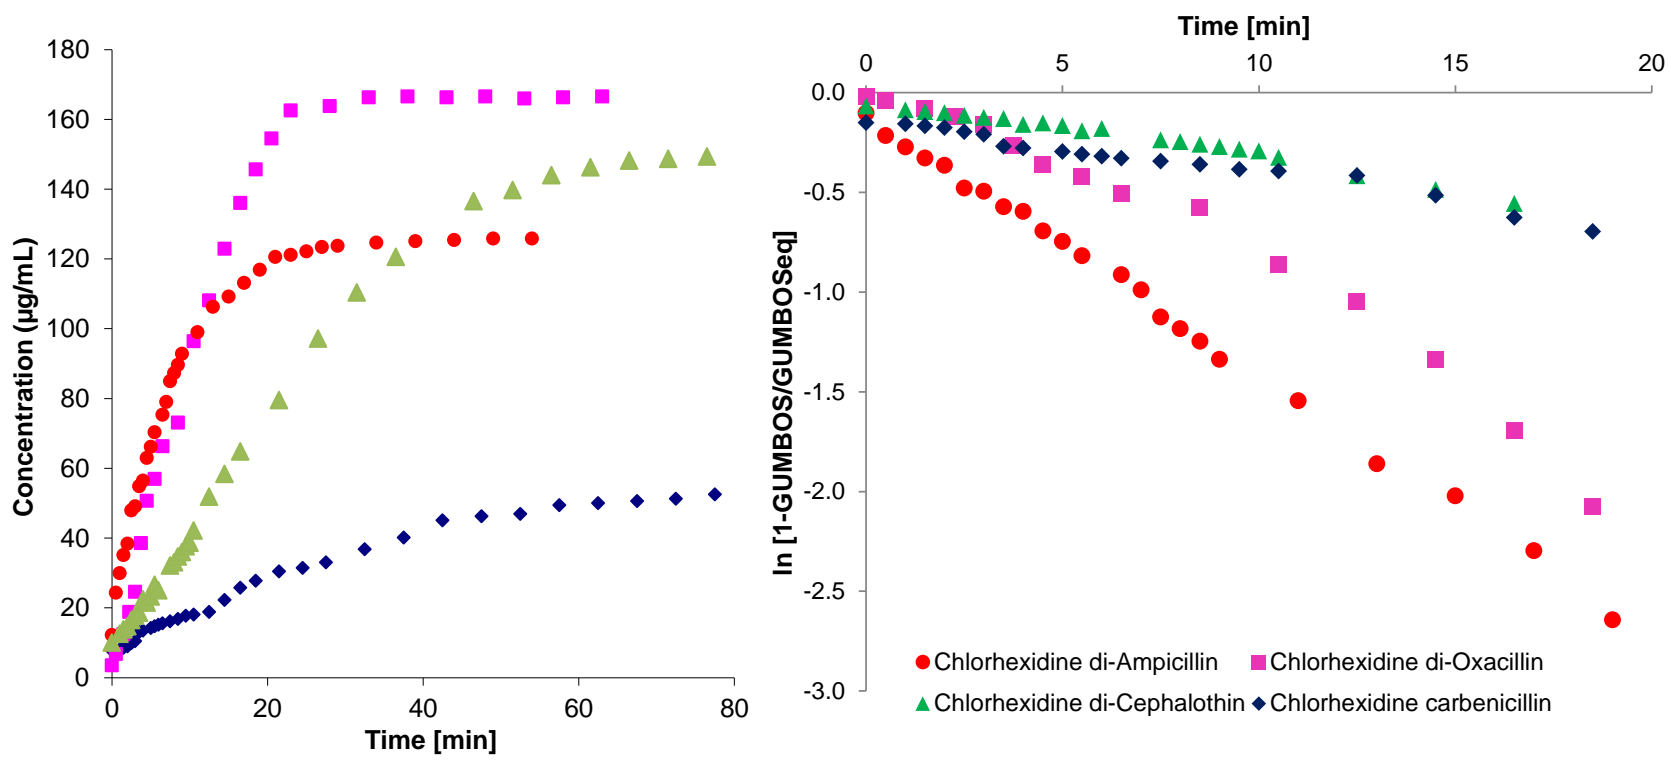 180
160
140
120
100
80
60
40
20
0
0 20 40 60 80
Concentration (µg/mL)
Time [min]
Time [min]
0 5 10 15 20
0.0
-0.5
-1.0
-1.5
-2.0
-2.5
-3.0
ln [1-GUMBOS/GUMBOSeq]
Chlorhexidine di-Ampicillin Chlorhexidine di-Oxacillin
Chlorhexidine di-Cephalothin Chlorhexidine carbenicillin